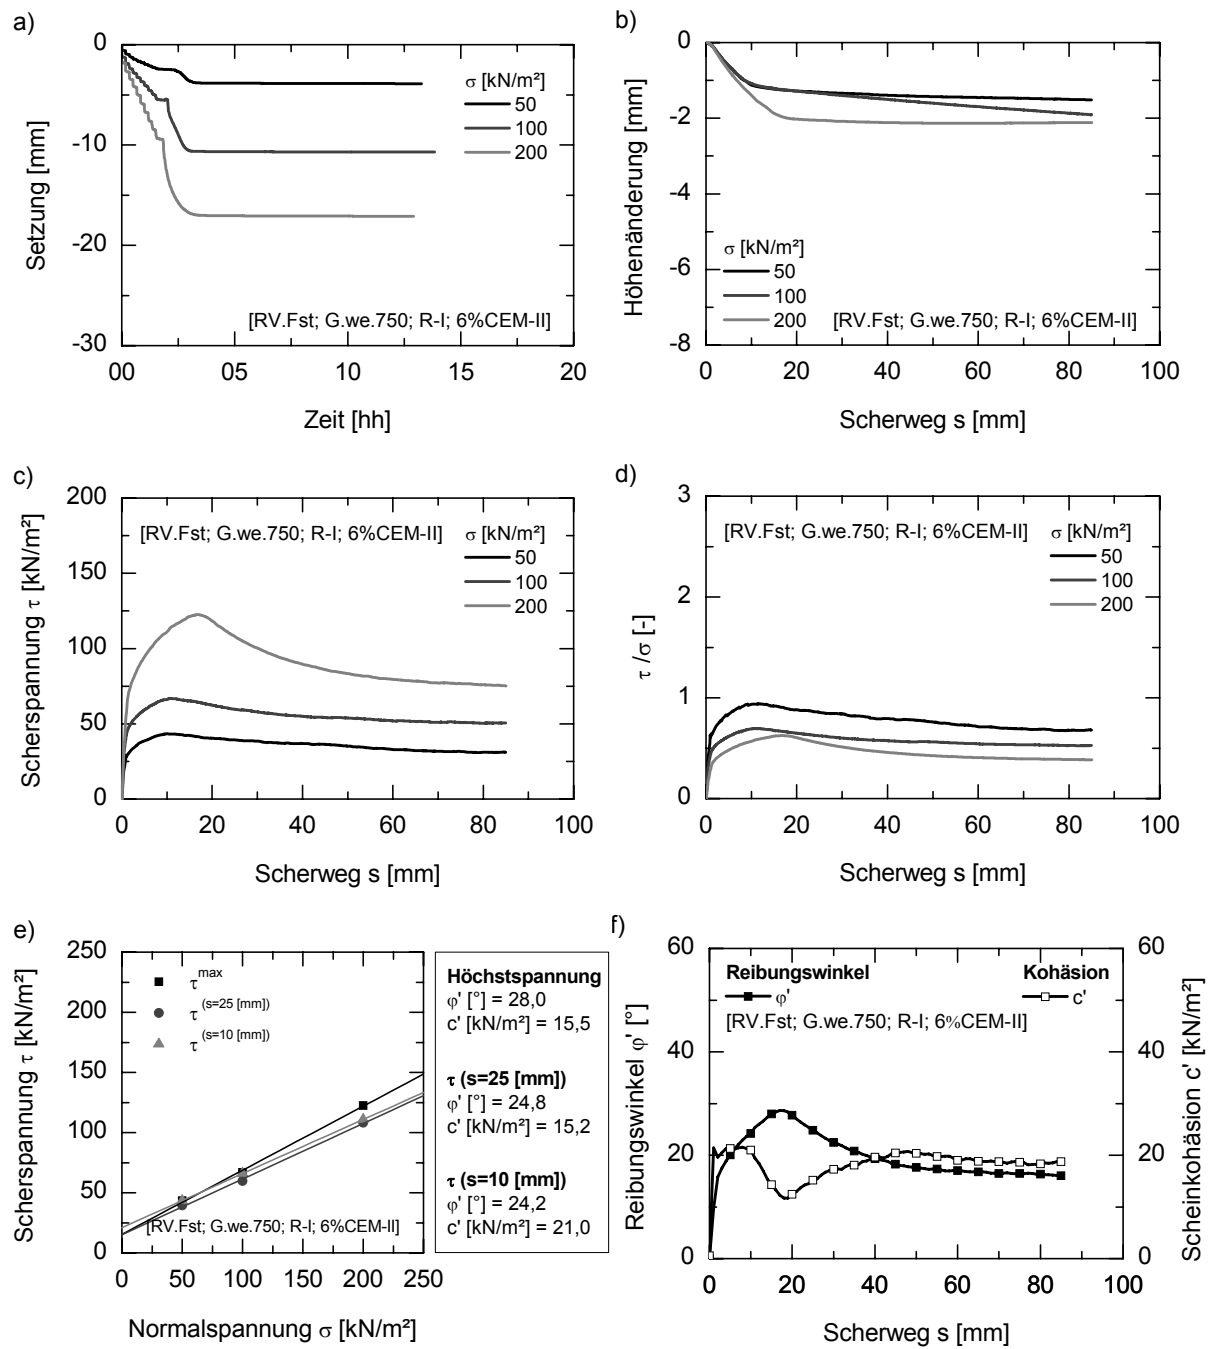 a)
0
-10
-20
-30
Setzung [mm]
σ [kN/m²]
50
100
200
[RV.Fst; G.we.750; R-I; 6%CEM-II]
00 05 10 15 20
Zeit [hh]
b)
0
-2
-4
-6
-8
Höhenänderung [mm]
σ [kN/m²]
50
100
200
[RV.Fst; G.we.750; R-I; 6%CEM-II]
0 20 40 60 80 100
Scherweg s [mm]
c)
200
150
125
100
50
0
Scherspannung τ [kN/m²]
[RV.Fst; G.we.750; R-I; 6%CEM-II]
σ [kN/m²]
50
100
200
0 20 40 60 80 100
Scherweg s [mm]
d)
3
2
1
0
τ /σ [-]
[RV.Fst; G.we.750; R-I; 6%CEM-II]
σ [kN/m²]
50
100
200
0 20 40 60 80 100
Scherweg s [mm]
e)
250
200
150
100
50
0
Scherspannung τ [kN/m²]
τ max
τ (s=25 [mm])
τ (s=10 [mm])
[RV.Fst; G.we.750; R-I; 6%CEM-II]
0 50 100 150 200 250
Normalspannung σ [kN/m²]
Höchstspannung
φ' [°] = 28,0
c' [kN/m²] = 15,5
τ (s=25 [mm])
φ' [°] = 24,8
c' [kN/m²] = 15,2
τ (s=10 [mm])
φ' [°] = 24,2
c' [kN/m²] = 21,0
f)
60
40
20
0
Reibungswinkel φ' [°]
Reibungswinkel
φ'
Kohäsion
c'
[RV.Fst; G.we.750; R-I; 6%CEM-II]
60
40
20
0
Scheinkohäsion c' [kN/m²]
0 20 40 60 80 100
Scherweg s [mm]